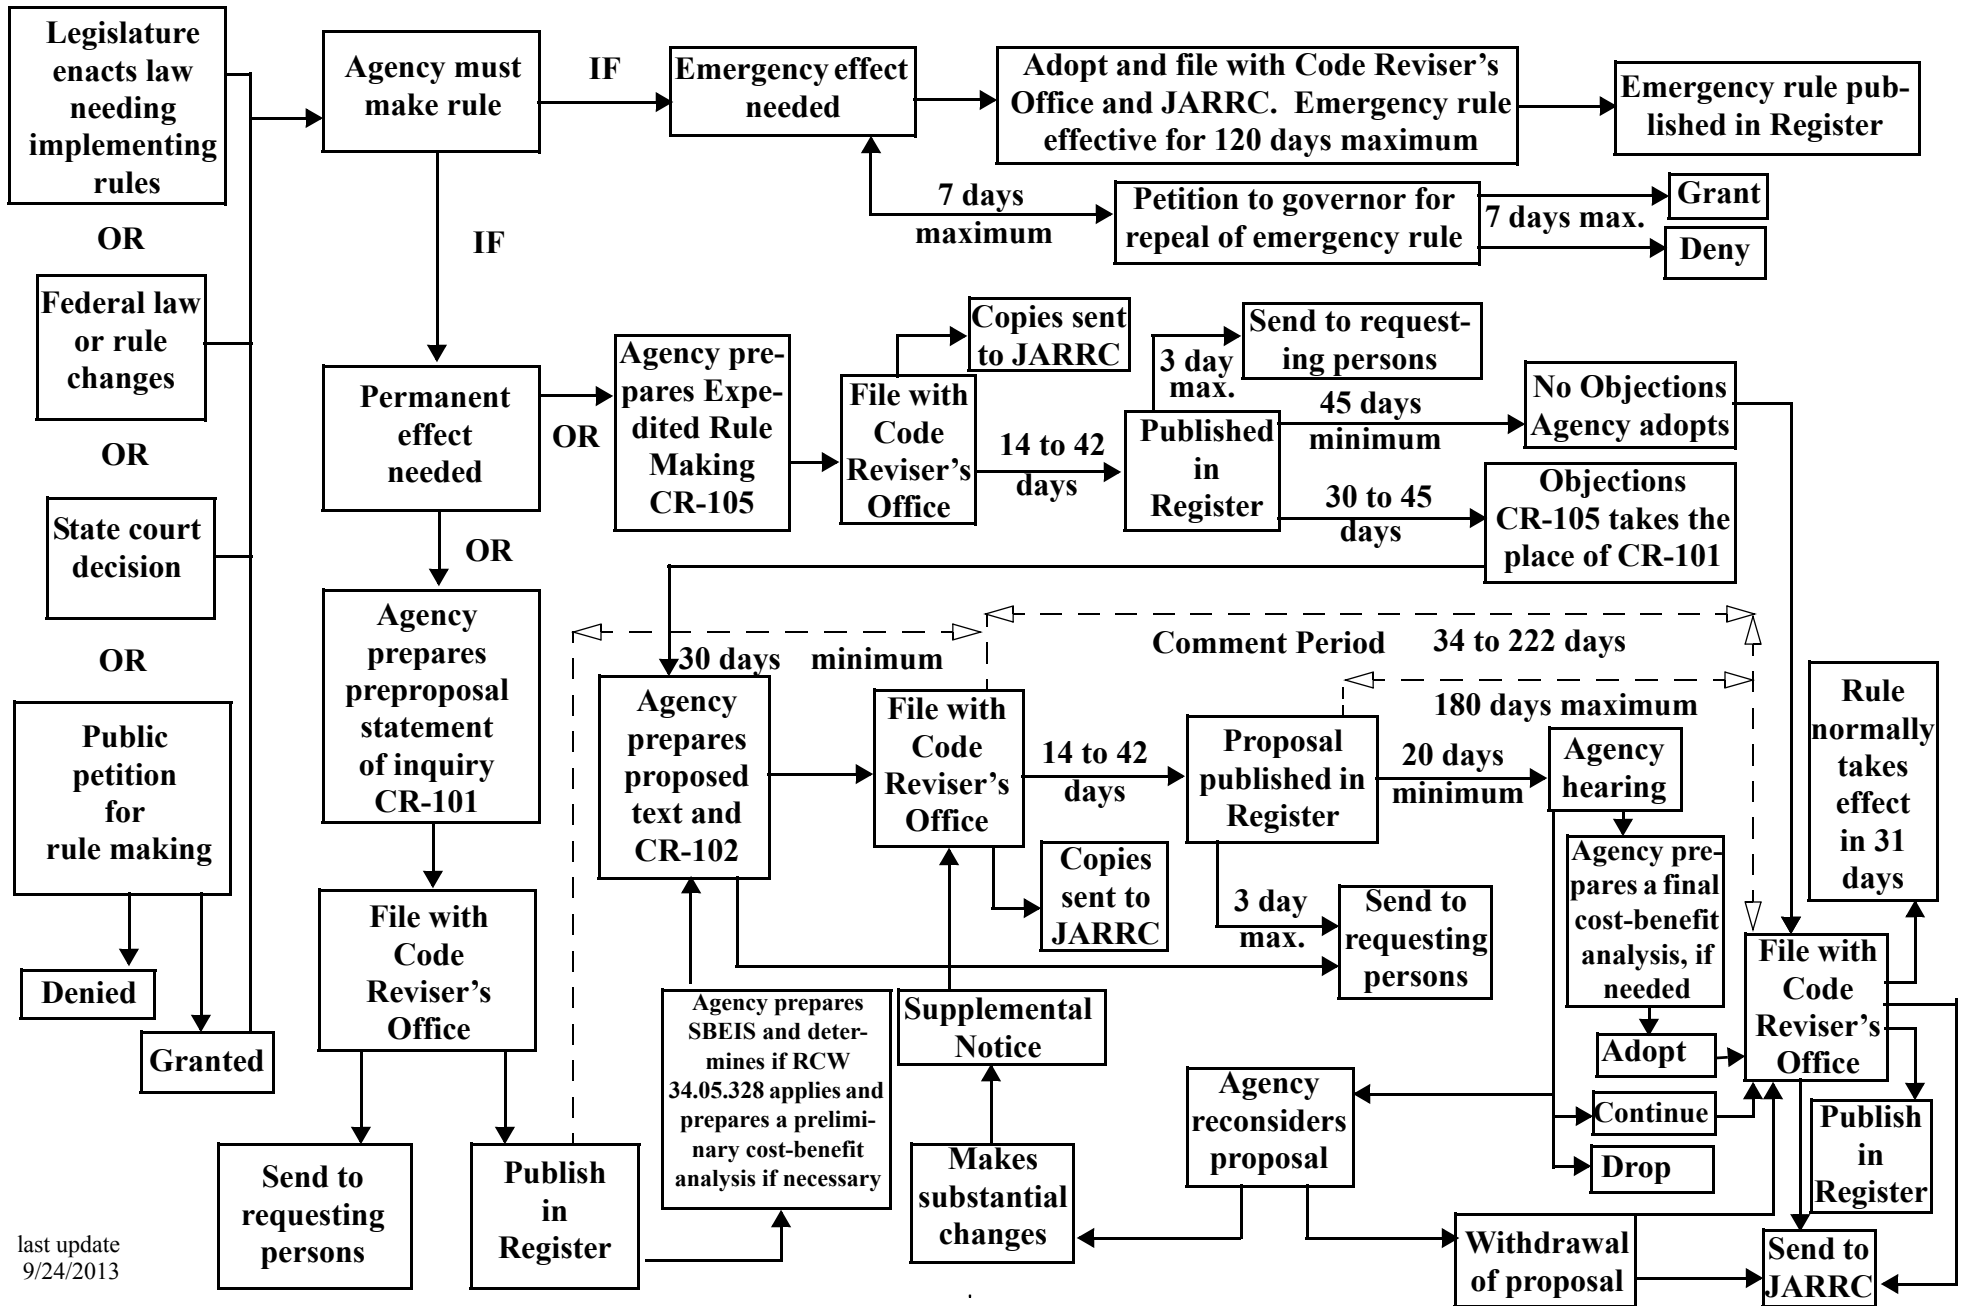 Legislature
enacts law
needing
implementing
rules
OR
Federal law
or rule
changes
OR
State court
decision
OR
Public
petition
for
rule making
Denied
Granted
last update
9/24/2013
Agency must
make rule
IF
Emergency effect
needed
Adopt and file with Code Reviser's
Office and JARRC. Emergency rule
effective for 120 days maximum
Emergency rule pub-
lished in Register
7 days
maximum
Petition to governor for
repeal of emergency rule
7 days max.
Grant
Deny
IF
Permanent
effect
needed
OR
Agency pre-
pares Expe-
dited Rule
Making
CR-105
File with
Code
Reviser's
Office
Copies sent
to JARRC
14 to 42
days
Published
in
Register
3 day
max.
Send to request-
ing persons
45 days
minimum
No Objections
Agency adopts
30 to 45
days
Objections
CR-105 takes the
place of CR-101
OR
Agency
prepares
preproposal
statement
of inquiry
CR-101
File with
Code
Reviser's
Office
Send to
requesting
persons
Publish
in
Register
30 days minimum
Agency
prepares
proposed
text and
CR-102
Agency prepares
SBEIS and deter-
mines if RCW
34.05.328 applies and
prepares a prelimi-
nary cost-benefit
analysis if necessary
File with
Code
Reviser's
Office
Copies
sent to
JARRC
Supplemental
Notice
Makes
substantial
changes
Comment Period 34 to 222 days
180 days maximum
14 to 42
days
Proposal
published in
Register
3 day
max.
Send to
requesting
persons
20 days
minimum
Agency
hearing
Agency pre-
pares a final
cost-benefit
analysis, if
needed
Adopt
Continue
Drop
Agency
reconsiders
proposal
Withdrawal
of proposal
File with
Code
Reviser's
Office
Rule
normally
takes
effect
in 31
days
Publish
in
Register
Send to
JARRC